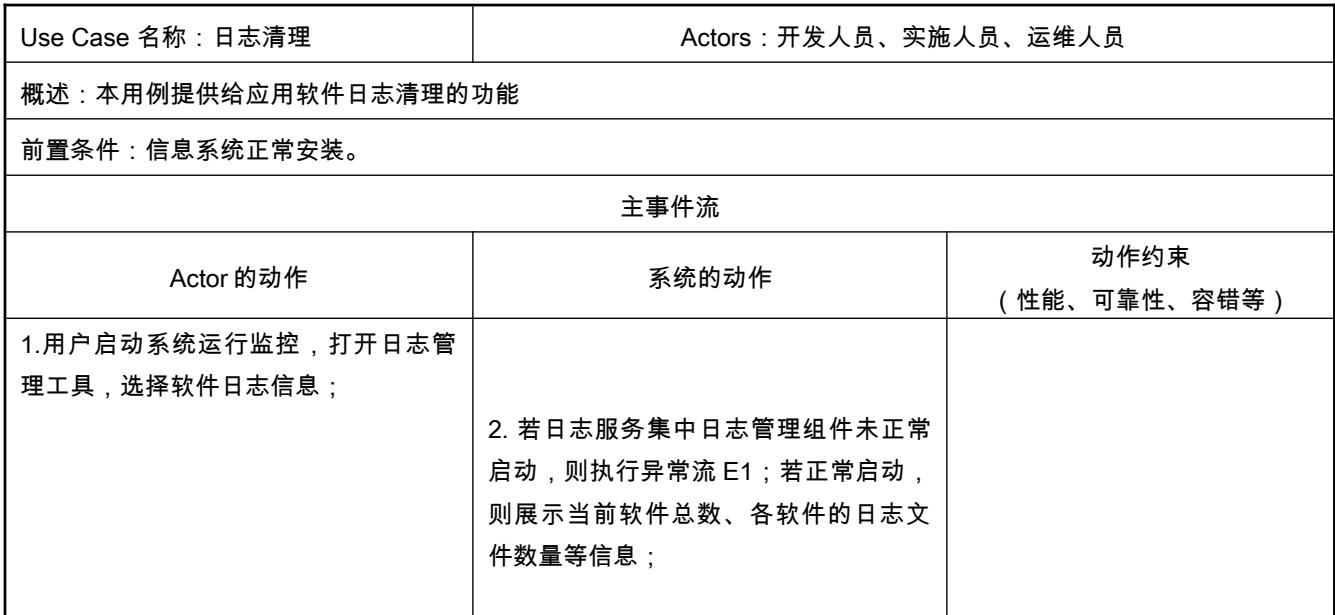 Use Case 名称：日志清理
Actors：开发人员、实施人员、运维人员
概述：本用例提供给应用软件日志清理的功能
前置条件：信息系统正常安装。
主事件流
Actor 的动作
系统的动作
动作约束
（性能、可靠性、容错等）
1.用户启动系统运行监控，打开日志管
理工具，选择软件日志信息；
2. 若日志服务集中日志管理组件未正常
启动，则执行异常流 E1；若正常启动，
则展示当前软件总数、各软件的日志文
件数量等信息；